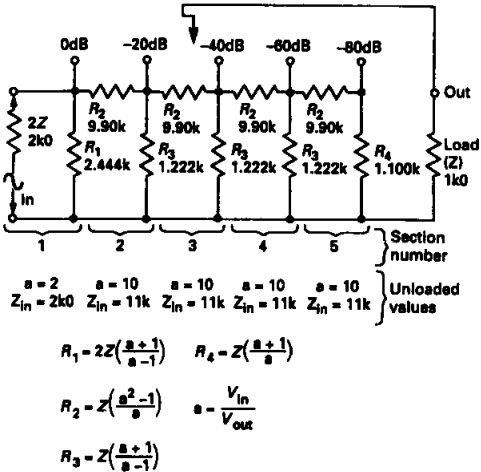 0dB –20dB –40dB –60dB –80dB
Out
2Z
2k0
In
R1
2.444k
R2
9.90k
R3
1.222k
R2
9.90k
R3
1.222k
R2
9.90k
R3
1.222k
R2
9.90k
R4
1.100k
Load
(Z)
1k0
1 2 3 4 5
Section
number
a = 2 a = 10 a = 10 a = 10 a = 10
Zin = 2k0 Zin = 11k Zin = 11k Zin = 11k Zin = 11k
Unloaded
values
R1 = 2Z(a + 1/a – 1) R4 = Z(a + 1/a)
R2 = Z(a² – 1/a) a = Vin/Vout
R3 = Z(a + 1/a – 1)